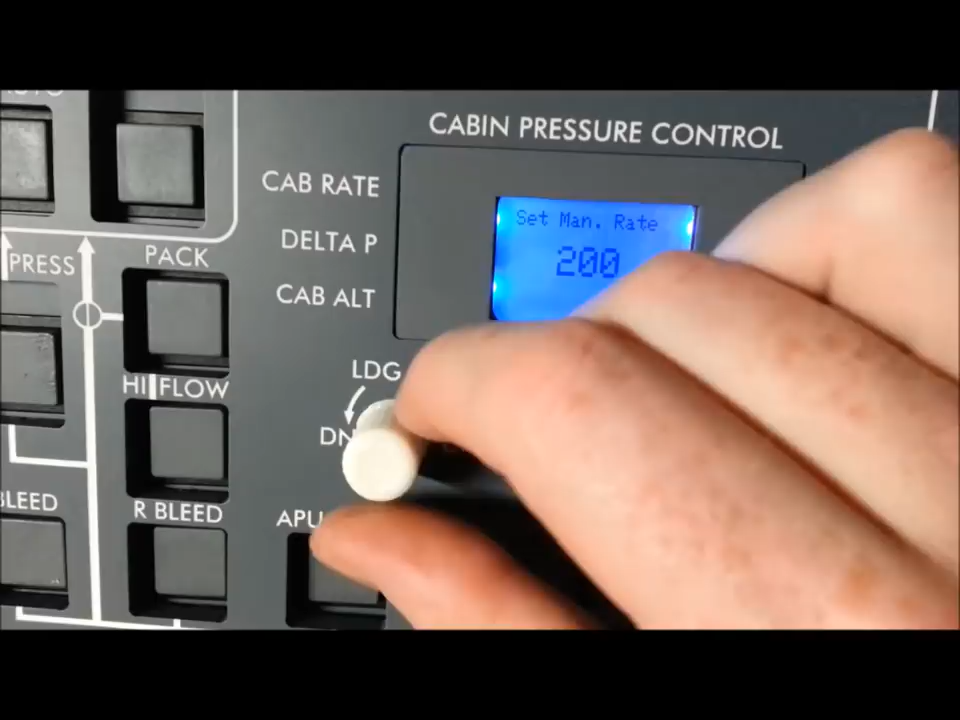 CABIN PRESSURE CONTROL
CAB RATE
Set Man. Rate
DELTA P
200
PRESS
PACK
CAB ALT
LDG
HI FLOW
DN
BLEED
R BLEED
APU